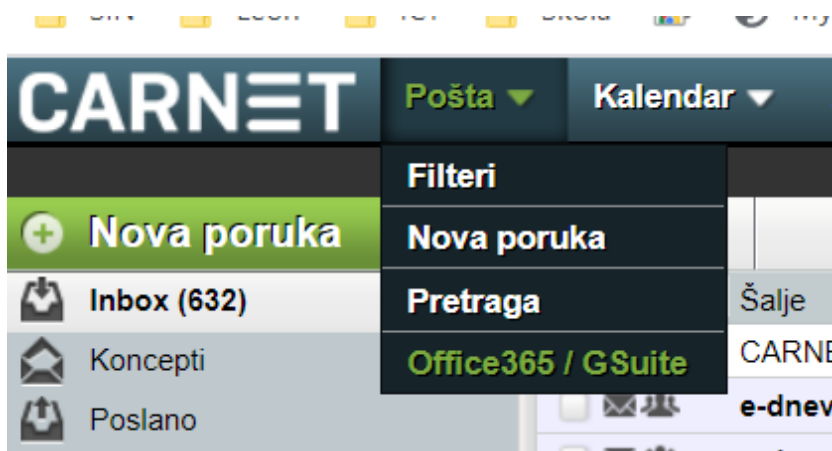 CARNET Pošta Kalendar
Filteri
Nova poruka
Nova poruka
Inbox (632)
Pretraga
Šalje
Koncepti
Office365 / GSuite
CARNE
Poslano
e-dnev